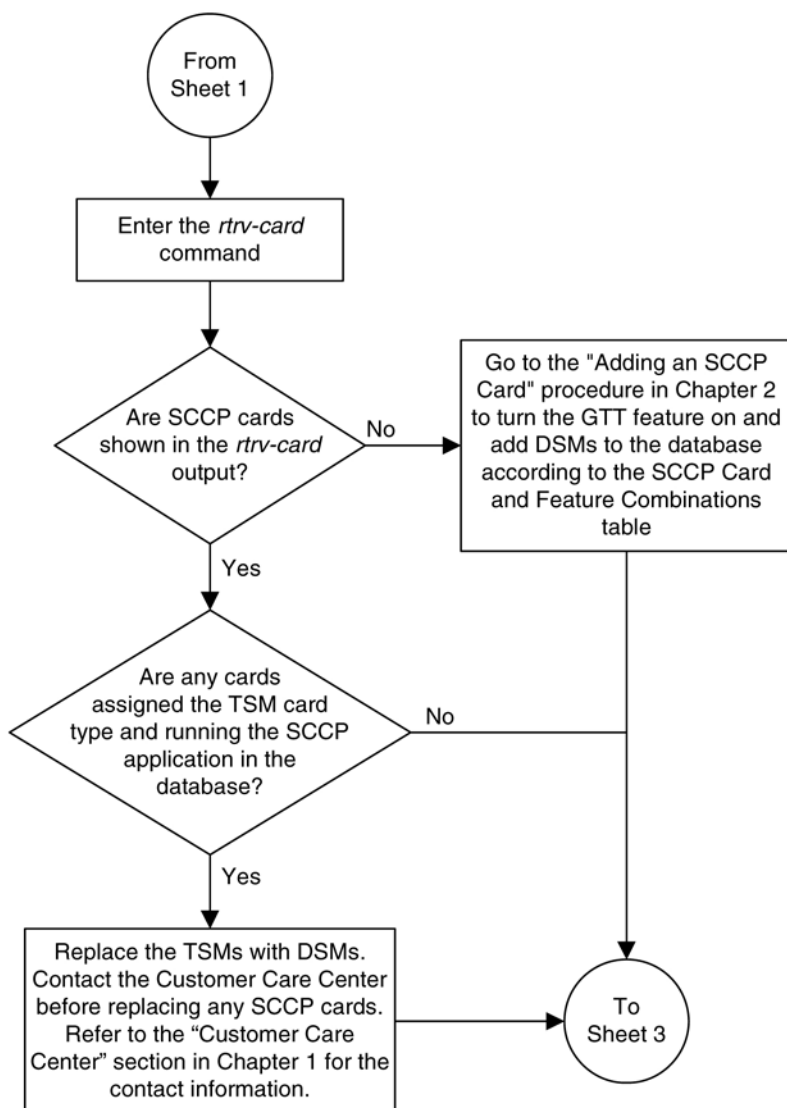 From
Sheet 1
Enter the rtrv-card
command
Are SCCP cards
shown in the rtrv-card
output?
No
Go to the "Adding an SCCP
Card" procedure in Chapter 2
to turn the GTT feature on and
add DSMs to the database
according to the SCCP Card
and Feature Combinations
table
Yes
Are any cards
assigned the TSM card
type and running the SCCP
application in the
database?
No
Yes
Replace the TSMs with DSMs.
Contact the Customer Care Center
before replacing any SCCP cards.
Refer to the “Customer Care
Center” section in Chapter 1 for the
contact information.
To
Sheet 3